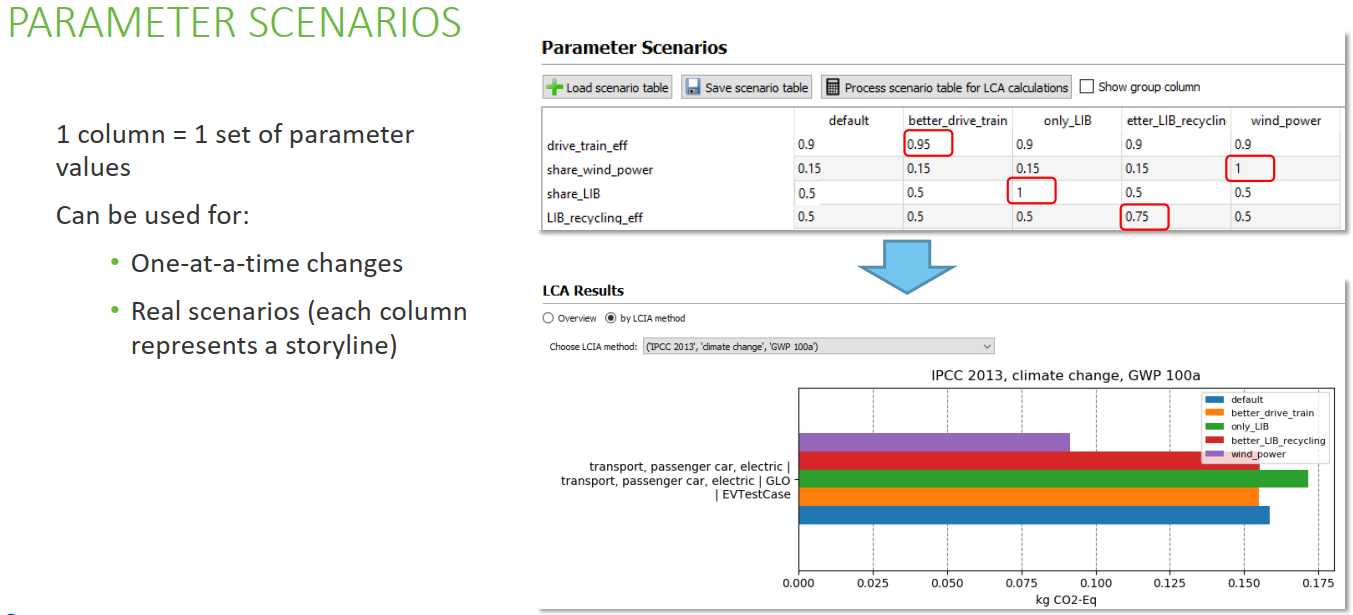 PARAMETER SCENARIOS
1 column = 1 set of parameter
values
Can be used for:
• One-at-a-time changes
• Real scenarios (each column
represents a storyline)
Parameter Scenarios
Load scenario table Save scenario table Process scenario table for LCA calculations Show group column
default better_drive_train only_LIB etter_LIB_recyclin wind_power
drive_train_eff 0.9 0.95 0.9 0.9 0.9
share_wind_power 0.15 0.15 0.15 0.15 1
share_LIB 0.5 0.5 1 0.5 0.5
LIB_recycling_eff 0.5 0.5 0.5 0.75 0.5
LCA Results
Overview by LCIA method
Choose LCIA method: ('IPCC 2013', 'climate change', 'GWP 100a')
IPCC 2013, climate change, GWP 100a
default
better_drive_train
only_LIB
better_LIB_recycling
wind_power
transport, passenger car, electric |
transport, passenger car, electric | GLO
| EVTestCase
0.000 0.025 0.050 0.075 0.100 0.125 0.150 0.175
kg CO2-Eq